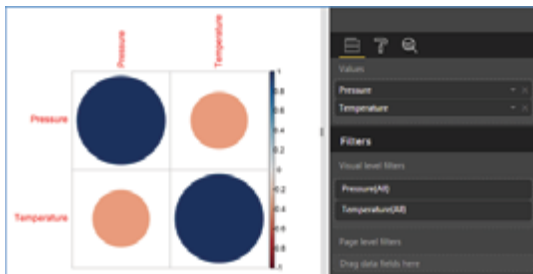 Pressure
Temperature
Pressure
Temperature
1
0.8
0.6
0.4
0.2
0
0.2
0.4
0.6
0.8
-1
Values
Pressure
Temperature
Filters
Visual level filters
Pressure(All)
Temperature(All)
Page level filters
Drag data fields here